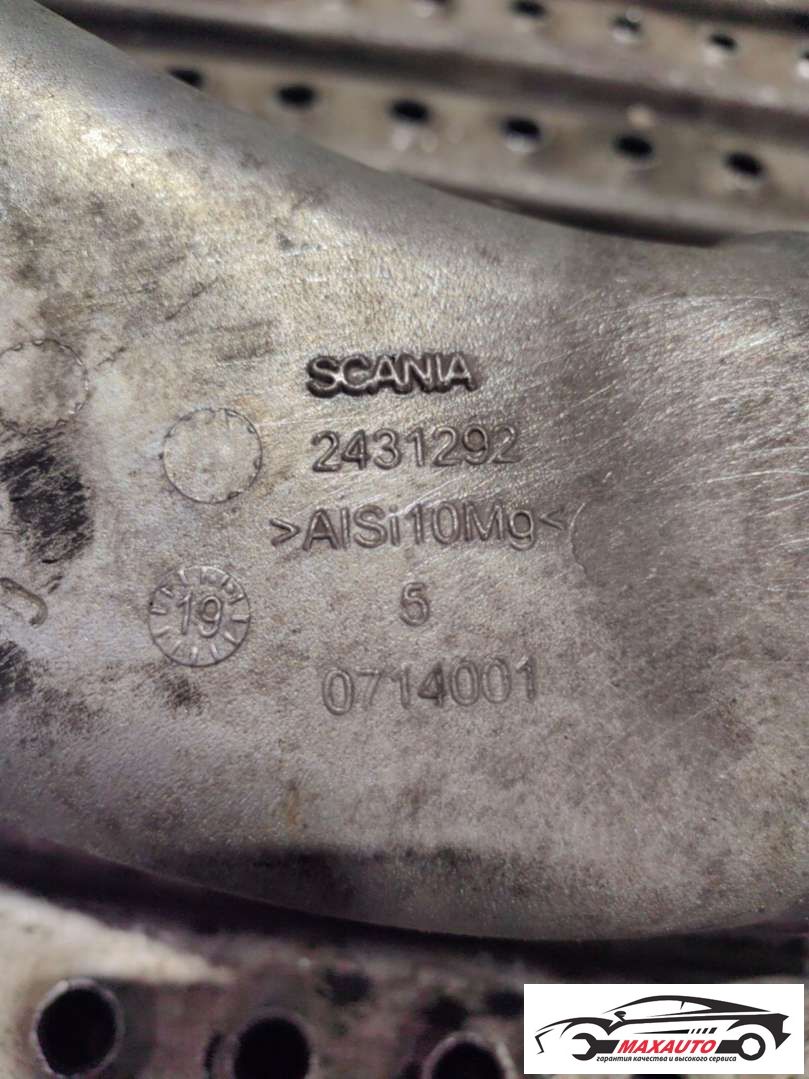 SCANIA
2431292
>AlSi10Mg<
19
5
0714001
MAXAUTO
гарантия качества и высокого сервиса